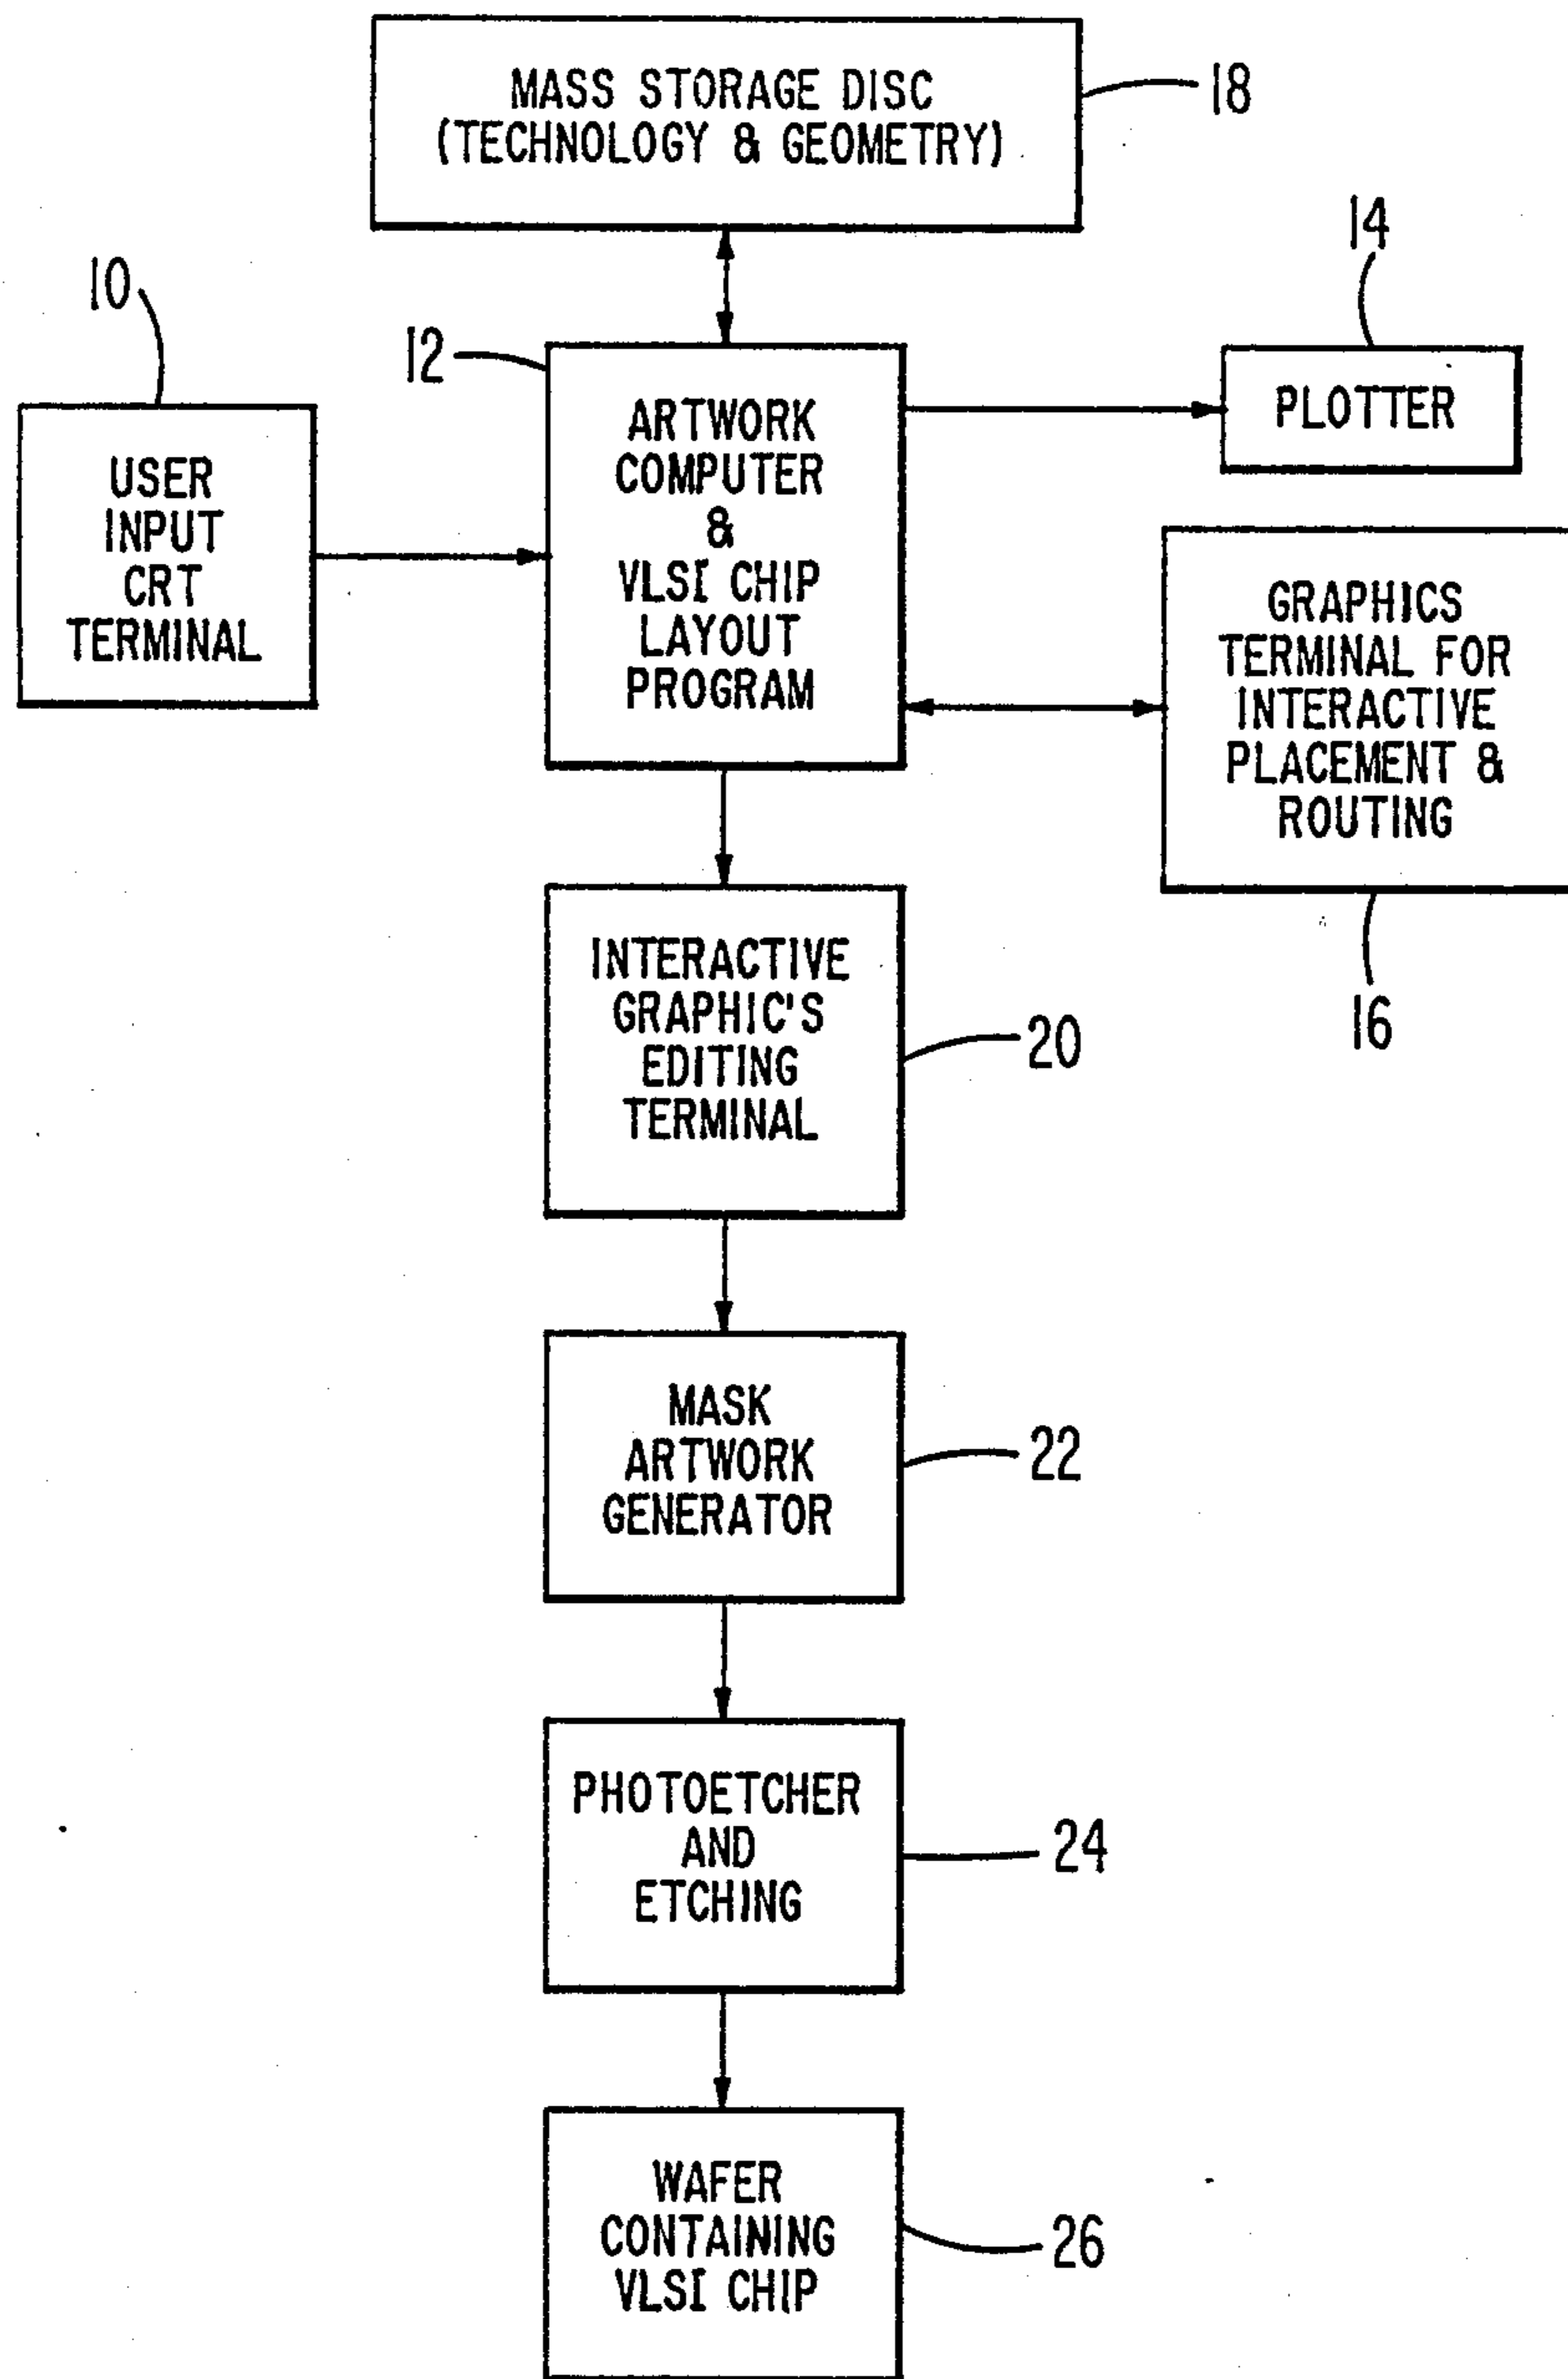 MASS STORAGE DISC
(TECHNOLOGY & GEOMETRY)
18
14
10
12
PLOTTER
USER
INPUT
CRT
TERMINAL
ARTWORK
COMPUTER
&
VLSI CHIP
LAYOUT
PROGRAM
GRAPHICS
TERMINAL FOR
INTERACTIVE
PLACEMENT &
ROUTING
16
INTERACTIVE
GRAPHIC'S
EDITING
TERMINAL
20
MASK
ARTWORK
GENERATOR
22
PHOTOETCHER
AND
ETCHING
24
WAFER
CONTAINING
VLSI CHIP
26